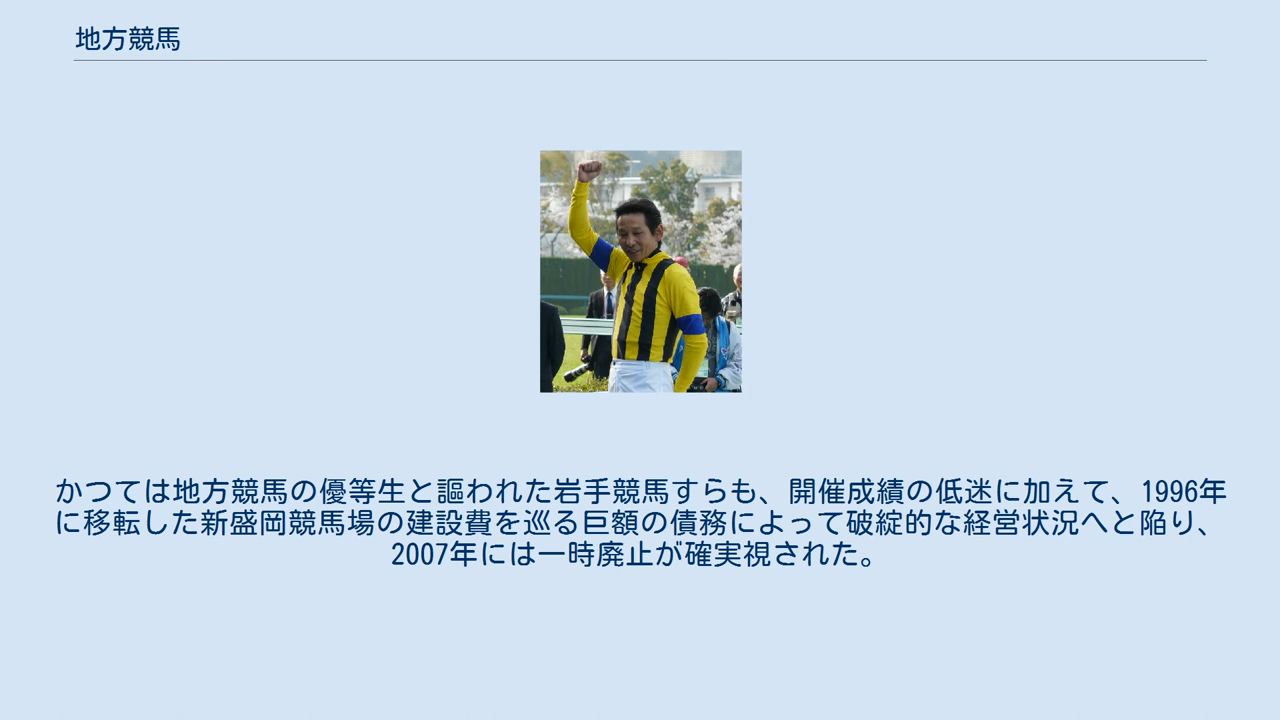 地方競馬
かつては地方競馬の優等生と謳われた岩手競馬すらも、開催成績の低迷に加えて、1996年
に移転した新盛岡競馬場の建設費を巡る巨額の債務によって破綻的な経営状況へと陥り、
2007年には一時廃止が確実視された。